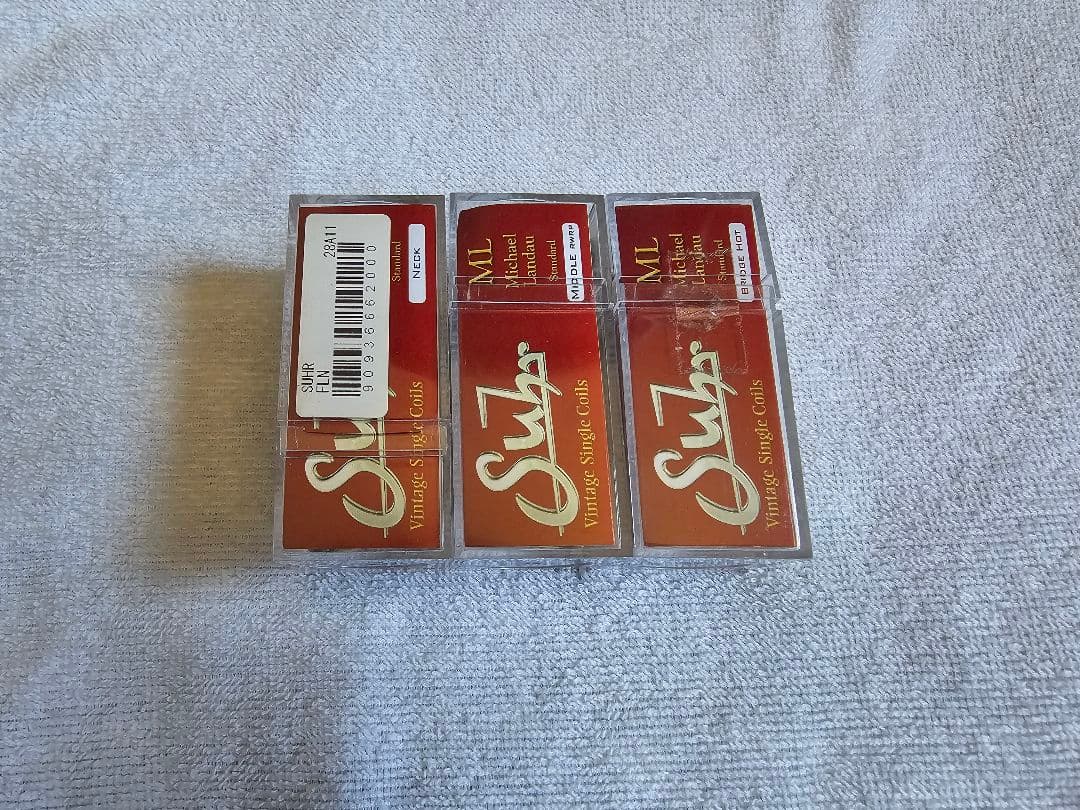 SUHR
FLN
9093666620000
28A11
Suhr
Vintage Single Coils
Standard
NECK
Suhr
Vintage Single Coils
ML
Michael
Landau
Standard
MIDDLE RWRP
Suhr
Vintage Single Coils
ML
Michael
Landau
Standard
BRIDGE HOT